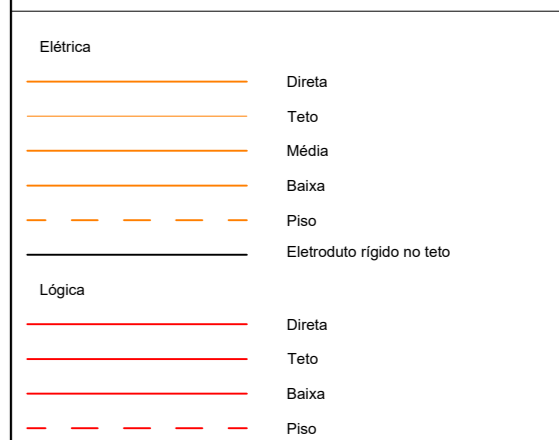 Elétrica
Direta
Teto
Média
Baixa
Piso
Eletroduto rígido no teto
Lógica
Direta
Teto
Baixa
Piso